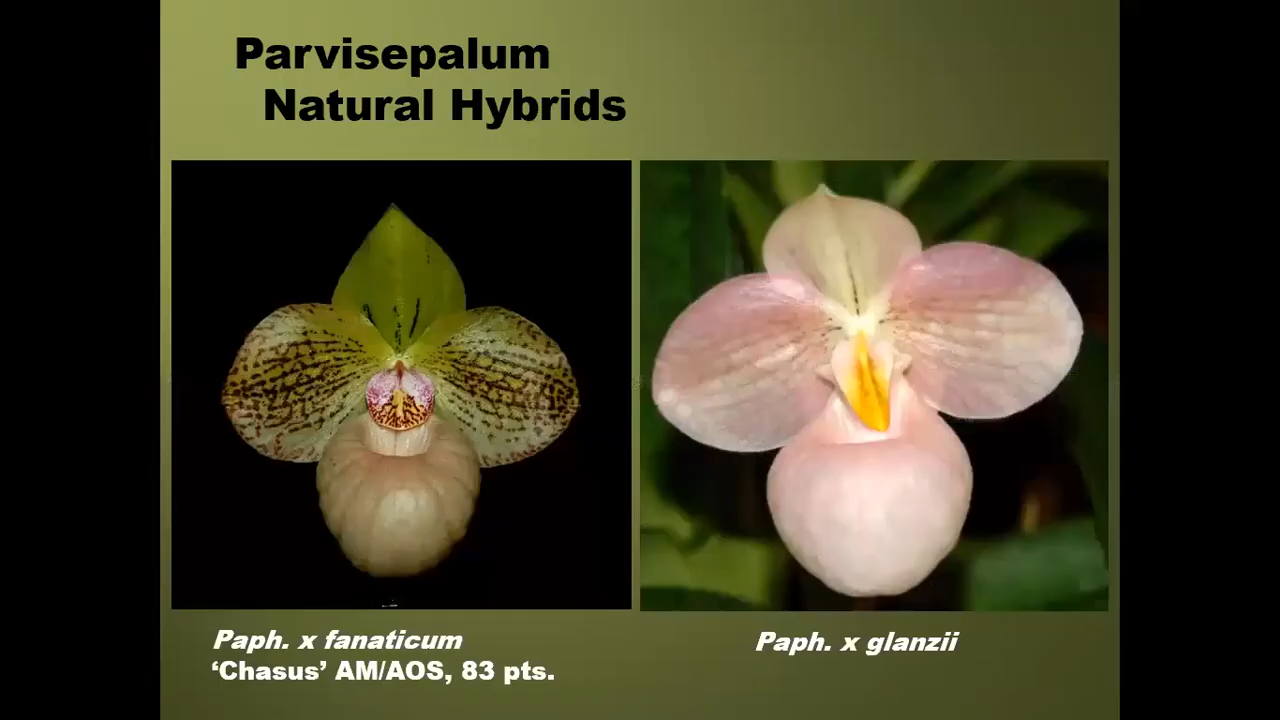 Parvisepalum
Natural Hybrids
Paph. x fanaticum
‘Chasus’ AM/AOS, 83 pts.
Paph. x glanzii